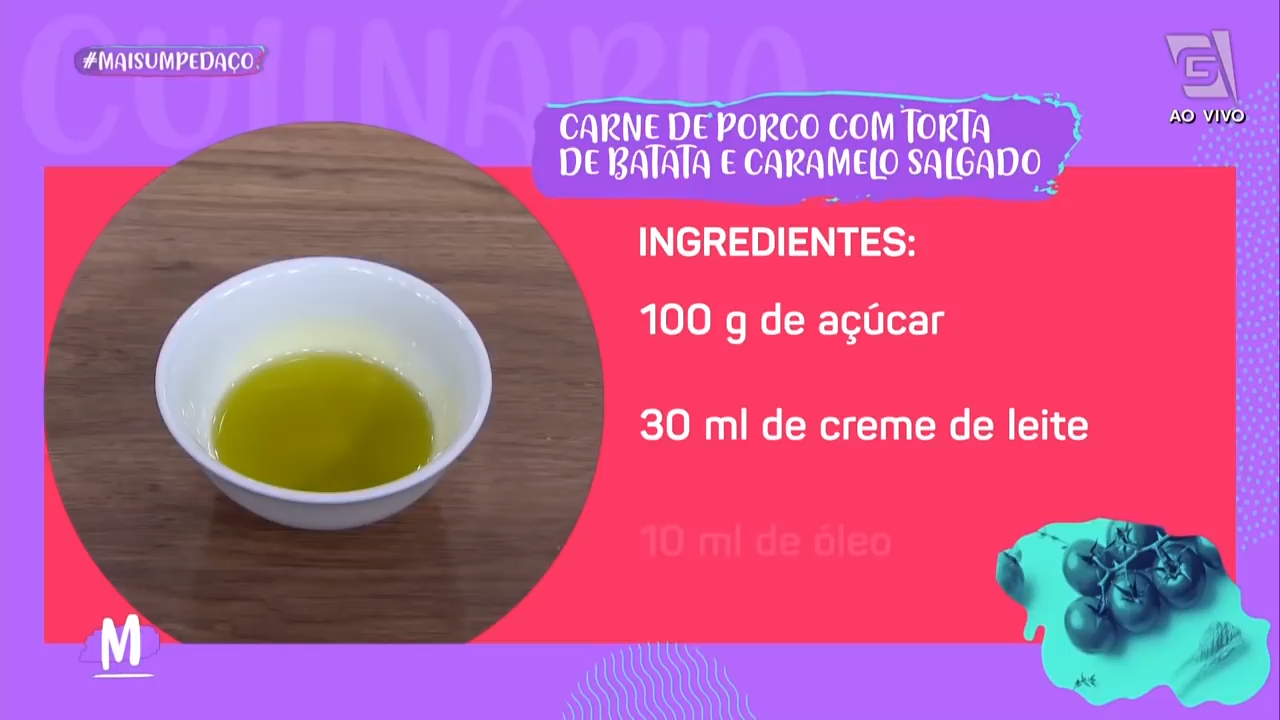 CULINÁRIA
#MAISUMPEDAÇO
AO VIVO
CARNE DE PORCO COM TORTA
DE BATATA E CARAMELO SALGADO
INGREDIENTES:
100 g de açúcar
30 ml de creme de leite
10 ml de óleo
M